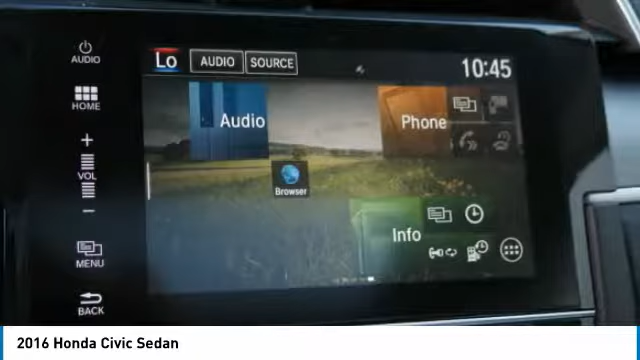 AUDIO
HOME
+
VOL
-
MENU
BACK
Lo AUDIO SOURCE 10:45
Audio
Phone
Browser
Info
2016 Honda Civic Sedan